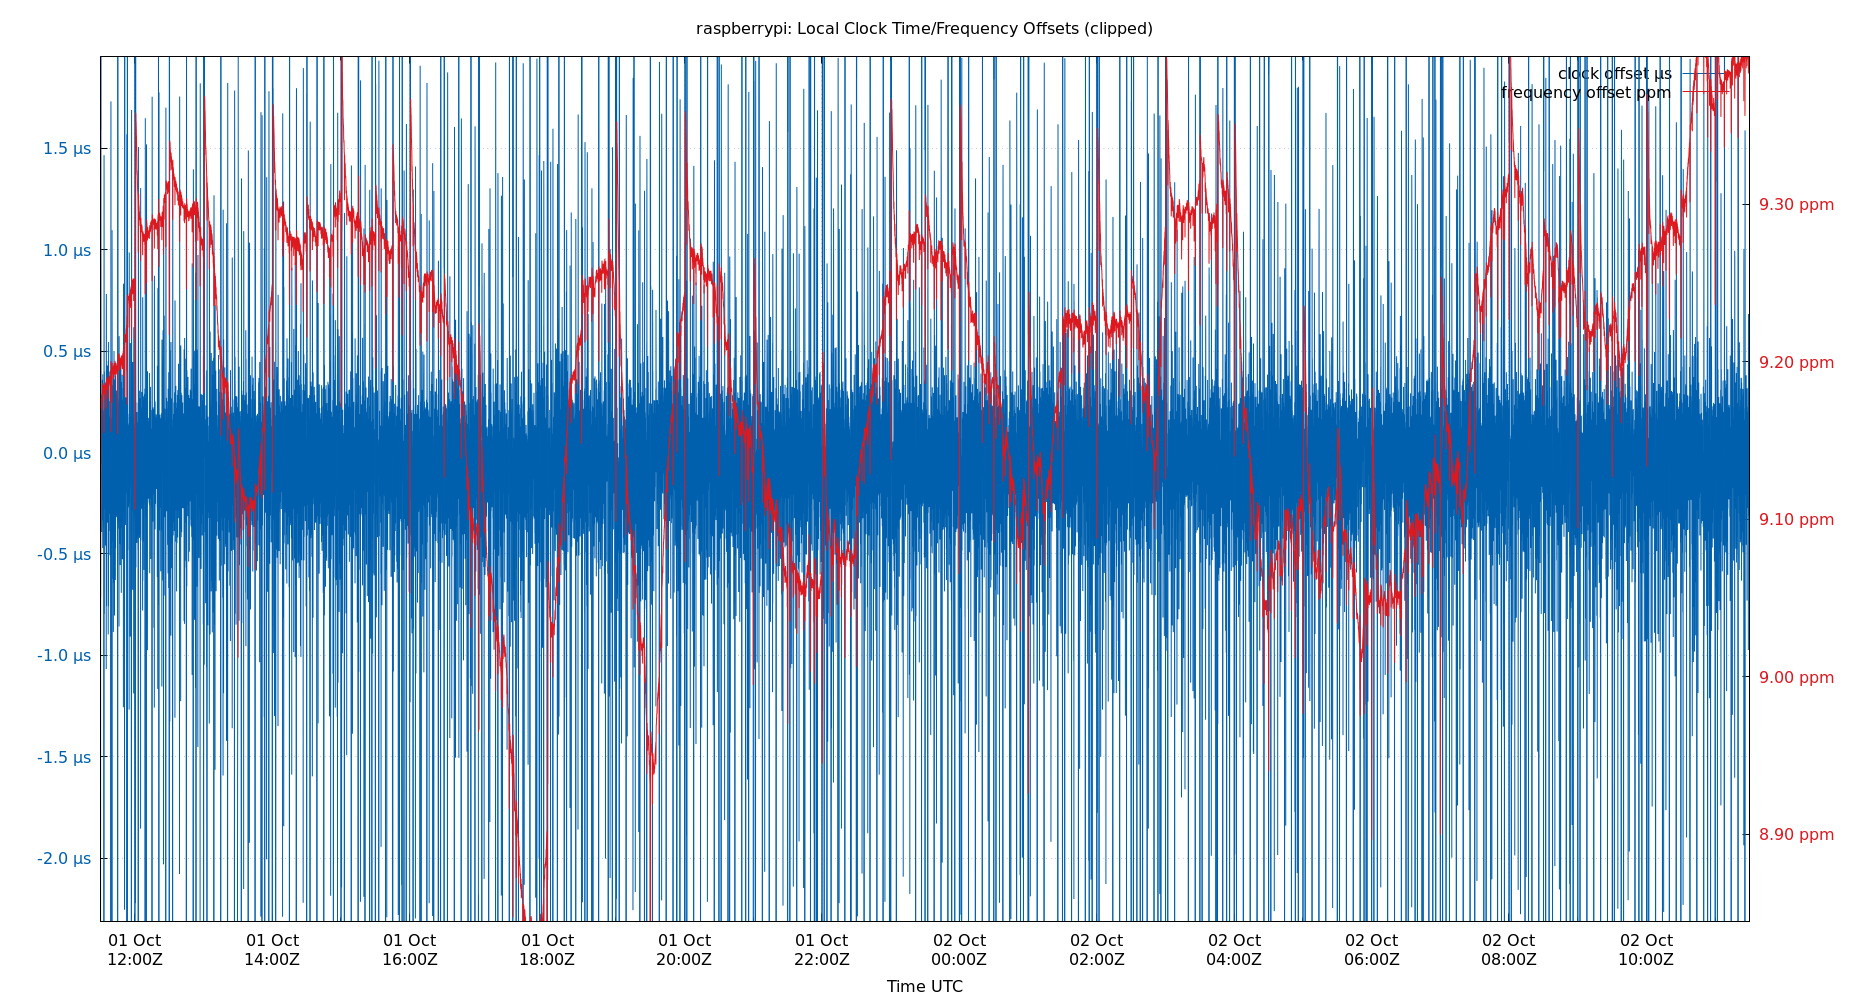 raspberrypi: Local Clock Time/Frequency Offsets (clipped)
clock offset µs
frequency offset ppm
1.5 µs
1.0 µs
0.5 µs
0.0 µs
-0.5 µs
-1.0 µs
-1.5 µs
-2.0 µs
9.30 ppm
9.20 ppm
9.10 ppm
9.00 ppm
8.90 ppm
01 Oct 01 Oct 01 Oct 01 Oct 01 Oct 01 Oct 02 Oct 02 Oct 02 Oct 02 Oct 02 Oct 02 Oct
12:00Z 14:00Z 16:00Z 18:00Z 20:00Z 22:00Z 00:00Z 02:00Z 04:00Z 06:00Z 08:00Z 10:00Z
Time UTC